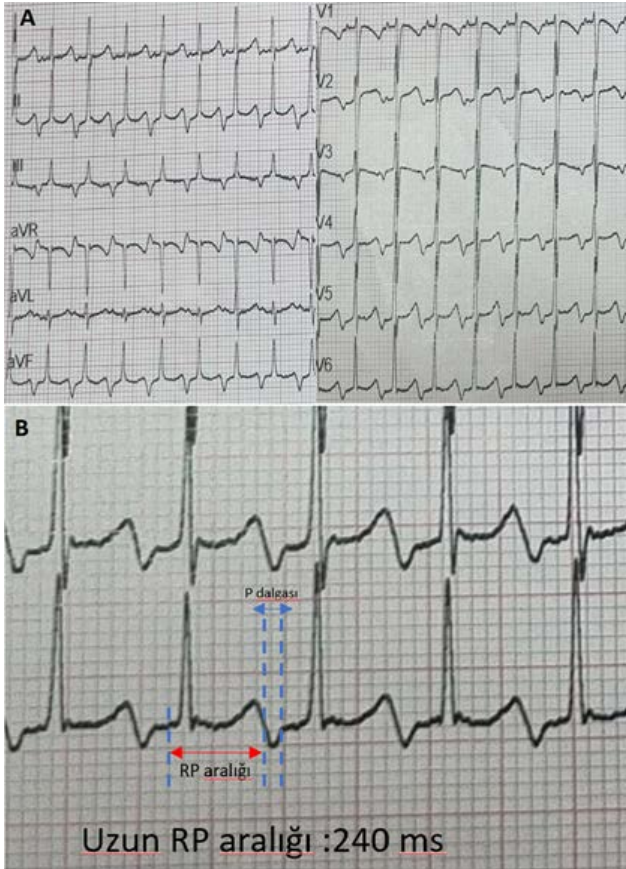 A
I
II
III
aVR
aVL
aVF
V1
V2
V3
V4
V5
V6
B
P dalgası
RP aralığı
Uzun RP aralığı :240 ms